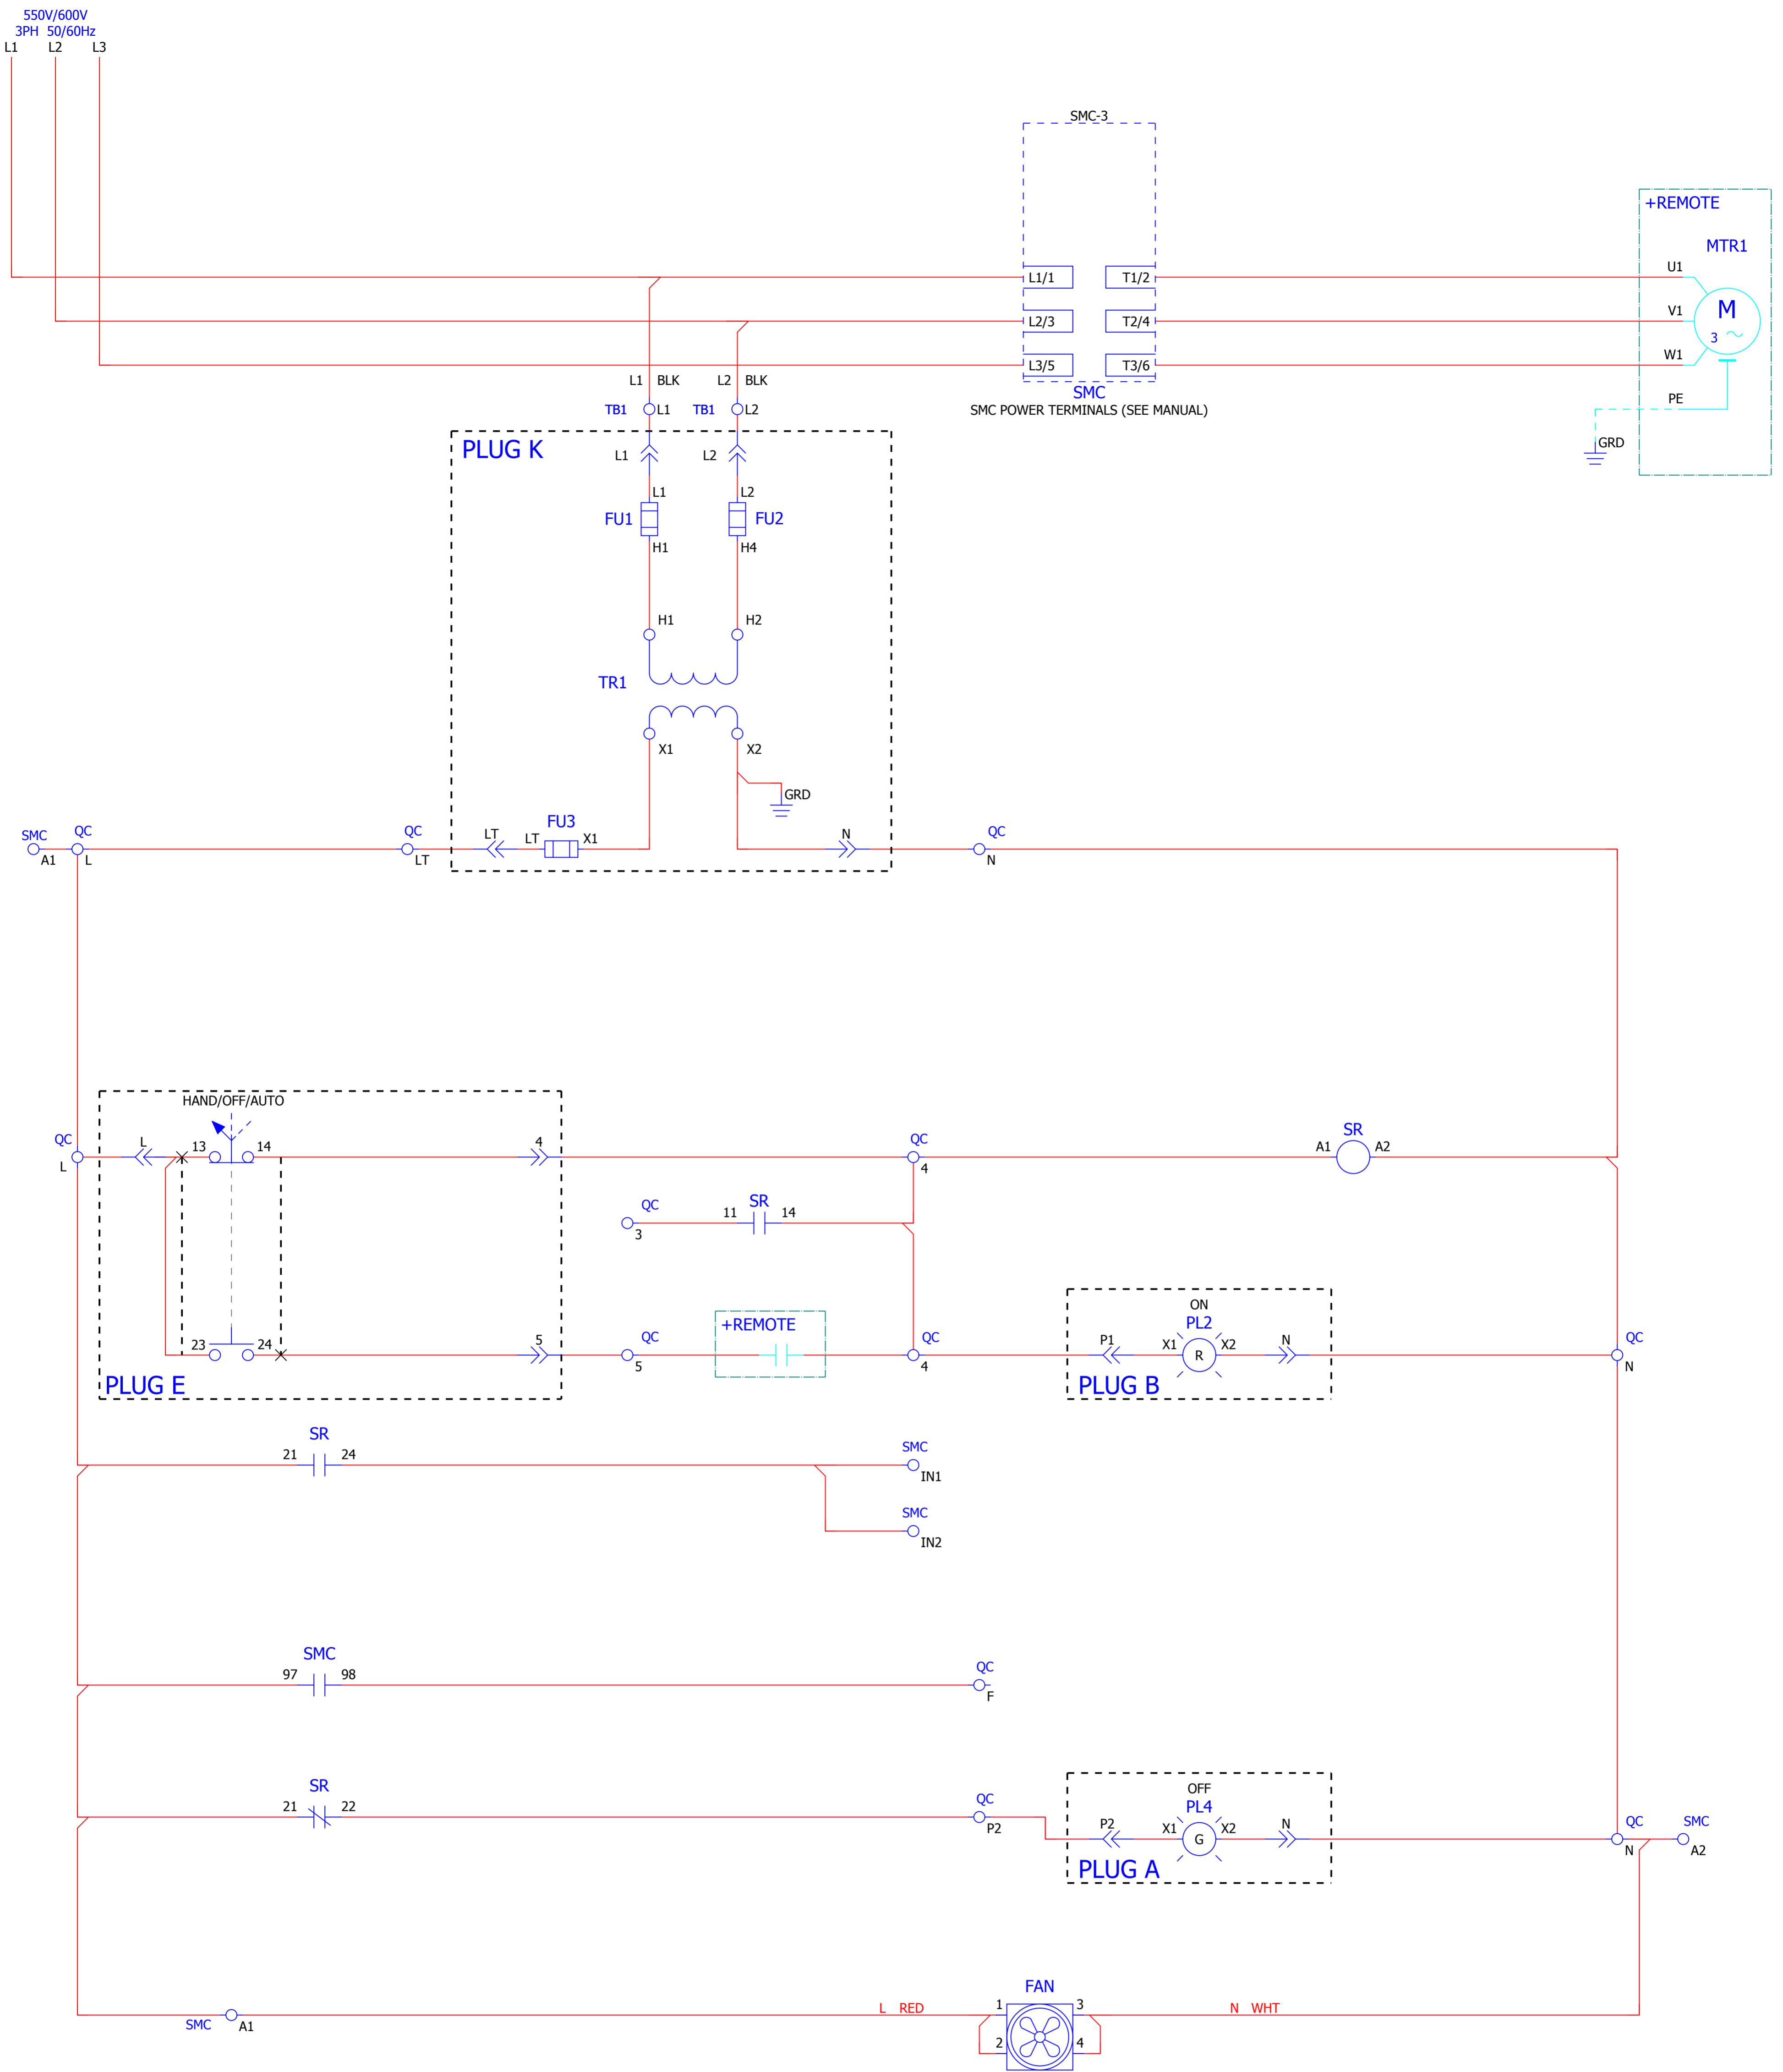 550V/600V
3PH 50/60Hz
L1 L2 L3
SMC-3
+REMOTE
MTR1
L1/1 T1/2 U1
L2/3 T2/4 V1
M
3
L3/5 T3/6 W1
L1 BLK L2 BLK
SMC
TB1 L1 TB1 L2
SMC POWER TERMINALS (SEE MANUAL)
PE
GRD
PLUG K
L1 L2
L1 L2
FU1 FU2
H1 H4
H1 H2
TR1
X1 X2
GRD
FU3
SMC QC QC LT LT X1 N QC
A1 L LT N
HAND/OFF/AUTO
QC L 13 14 4 QC A1 SR A2
L 4
QC 11 SR 14
3
ON
+REMOTE
PL2
23 24 5 QC QC P1 X1 R X2 N QC
5 4 N
PLUG E
PLUG B
SR
21 24 SMC
IN1
SMC
IN2
SMC
97 98 QC
F
SR
OFF
21 22 QC PL4
P2 P2 X1 G X2 N QC SMC
N A2
PLUG A
FAN
L RED 1 3 N WHT
SMC A1
2 4